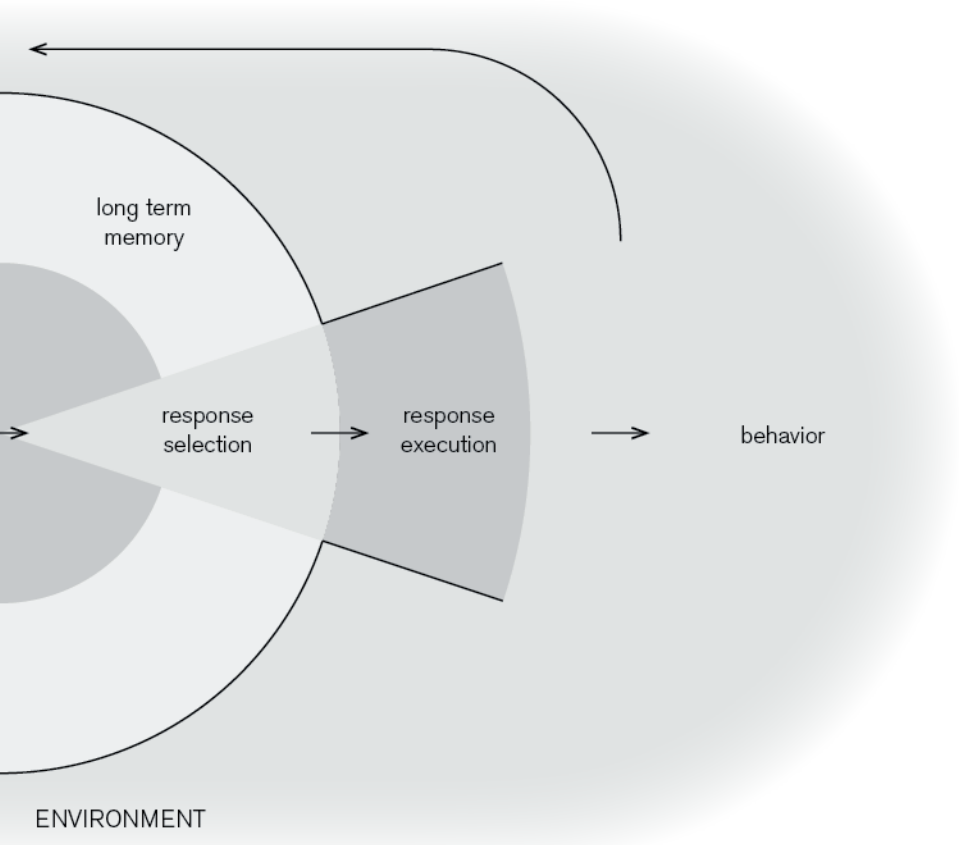 long term
memory
response
selection
response
execution
behavior
ENVIRONMENT